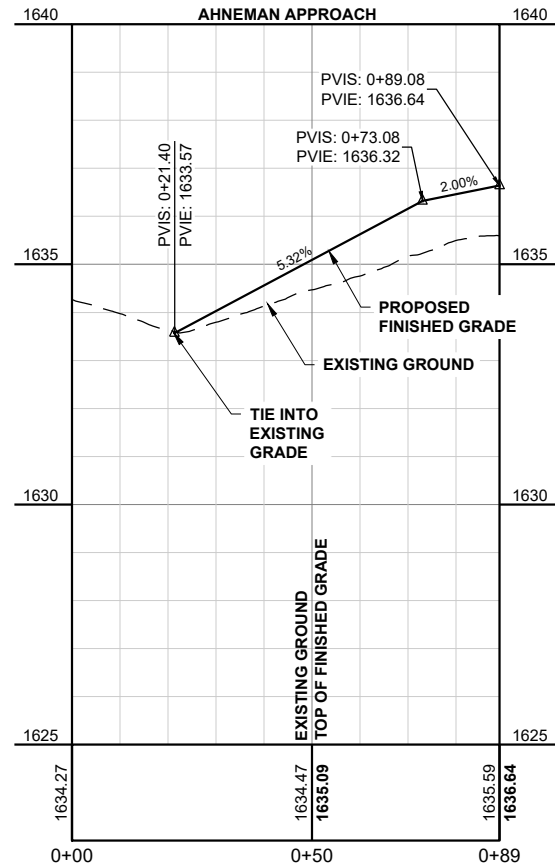 AHNEMAN APPROACH
1640
1640
PVIS: 0+89.08
PVIE: 1636.64
PVIS: 0+73.08
PVIE: 1636.32
PVIS: 0+21.40
PVIE: 1633.57
2.00%
5.32%
1635
1635
PROPOSED
FINISHED GRADE
EXISTING GROUND
TIE INTO
EXISTING
GRADE
1630
1630
EXISTING GROUND
TOP OF FINISHED GRADE
1625
1625
1634.27
1634.47
1635.09
1635.59
1636.64
0+00
0+50
0+89